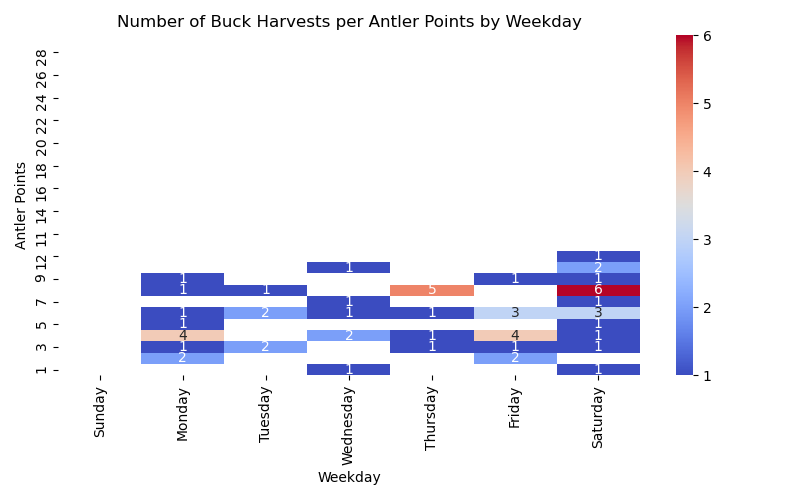 Number of Buck Harvests per Antler Points by Weekday
Antler Points
28
26
24
22
20
18
16
14
11
12 1
1 2
9 1 1 1
1 1 5 6
7 1 1
1 2 1 1 3 3
5 1 1
4 2 1 4 1
3 1 2 1 1 1
2 2
1 1 1
Sunday
Monday
Tuesday
Wednesday
Thursday
Friday
Saturday
Weekday
6
5
4
3
2
1